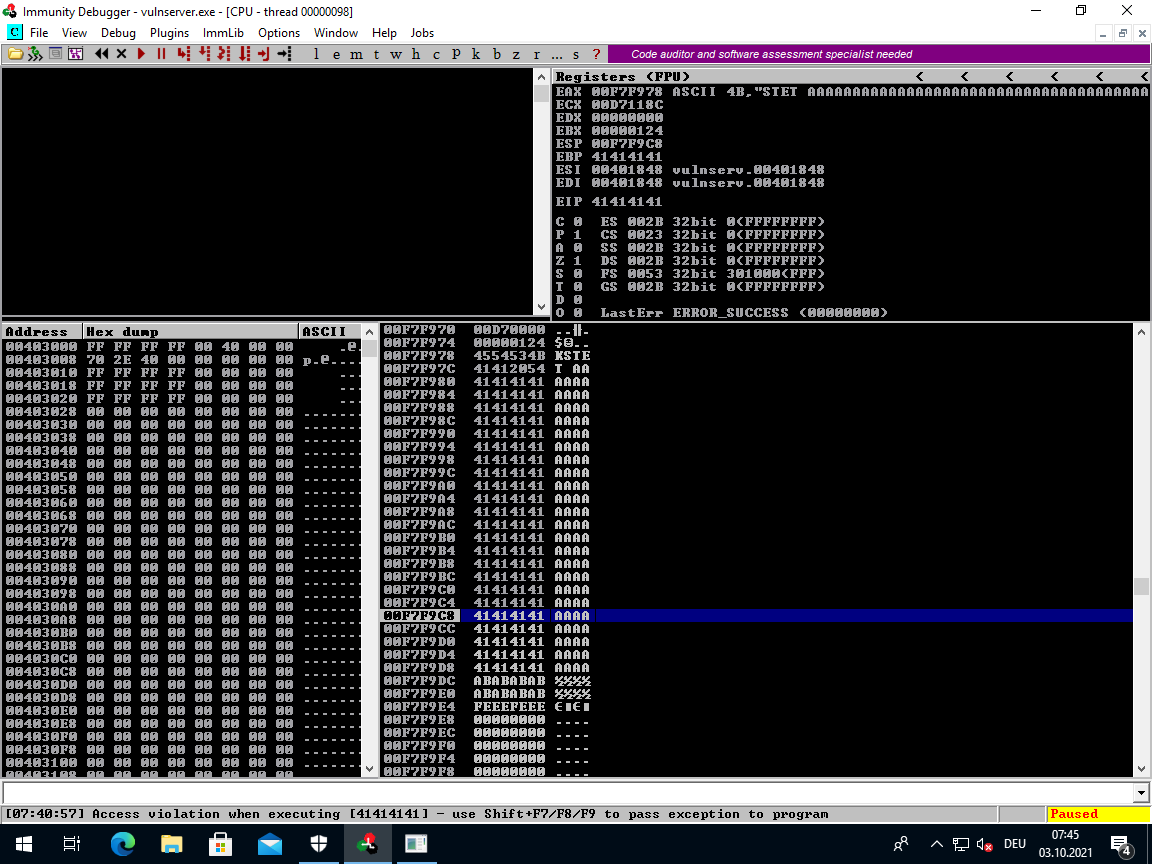 Immunity Debugger - vulnserver.exe - [CPU - thread 00000098]
C File View Debug Plugins ImmLib Options Window Help Jobs
l e m t w h c P k b z r ... s ? Code auditor and software assessment specialist needed
Registers (FPU) < < < < < <
EAX 00F7F978 ASCII 4B,"STET AAAAAAAAAAAAAAAAAAAAAAAAAAAAAAAAAAAAAA
ECX 00D7118C
EDX 00000000
EBX 00000124
ESP 00F7F9C8
EBP 41414141
ESI 00401848 vulnserv.00401848
EDI 00401848 vulnserv.00401848
EIP 41414141
C 0 ES 002B 32bit 0(FFFFFFFF)
P 1 CS 0023 32bit 0(FFFFFFFF)
A 0 SS 002B 32bit 0(FFFFFFFF)
Z 1 DS 002B 32bit 0(FFFFFFFF)
S 0 FS 0053 32bit 301000(FFF)
T 0 GS 002B 32bit 0(FFFFFFFF)
D 0
O 0 LastErr ERROR_SUCCESS (00000000)
Address Hex dump ASCII
00403000 FF FF FF FF 00 40 00 00 .@.
00403008 70 2E 40 00 00 00 00 00 p.@.....
00403010 FF FF FF FF 00 00 00 00 ...
00403018 FF FF FF FF 00 00 00 00 ...
00403020 FF FF FF FF 00 00 00 00 ...
00403028 00 00 00 00 00 00 00 00 .......
00403030 00 00 00 00 00 00 00 00 .......
00403038 00 00 00 00 00 00 00 00 .......
00403040 00 00 00 00 00 00 00 00 .......
00403048 00 00 00 00 00 00 00 00 .......
00403050 00 00 00 00 00 00 00 00 .......
00403058 00 00 00 00 00 00 00 00 .......
00403060 00 00 00 00 00 00 00 00 .......
00403068 00 00 00 00 00 00 00 00 .......
00403070 00 00 00 00 00 00 00 00 .......
00403078 00 00 00 00 00 00 00 00 .......
00403080 00 00 00 00 00 00 00 00 .......
00403088 00 00 00 00 00 00 00 00 .......
00403090 00 00 00 00 00 00 00 00 .......
00403098 00 00 00 00 00 00 00 00 .......
004030A0 00 00 00 00 00 00 00 00 .......
004030A8 00 00 00 00 00 00 00 00 .......
004030B0 00 00 00 00 00 00 00 00 .......
004030B8 00 00 00 00 00 00 00 00 .......
004030C0 00 00 00 00 00 00 00 00 .......
004030C8 00 00 00 00 00 00 00 00 .......
004030D0 00 00 00 00 00 00 00 00 .......
004030D8 00 00 00 00 00 00 00 00 .......
004030E0 00 00 00 00 00 00 00 00 .......
004030E8 00 00 00 00 00 00 00 00 .......
004030F0 00 00 00 00 00 00 00 00 .......
004030F8 00 00 00 00 00 00 00 00 .......
00403100 00 00 00 00 00 00 00 00 .......
00403108 00 00 00 00 00 00 00 00 .......
00F7F970 00D70000
00F7F974 00000124
00F7F978 4554534B KSTE
00F7F97C 41412054 T AA
00F7F980 41414141 AAAA
00F7F984 41414141 AAAA
00F7F988 41414141 AAAA
00F7F98C 41414141 AAAA
00F7F990 41414141 AAAA
00F7F994 41414141 AAAA
00F7F998 41414141 AAAA
00F7F99C 41414141 AAAA
00F7F9A0 41414141 AAAA
00F7F9A4 41414141 AAAA
00F7F9A8 41414141 AAAA
00F7F9AC 41414141 AAAA
00F7F9B0 41414141 AAAA
00F7F9B4 41414141 AAAA
00F7F9B8 41414141 AAAA
00F7F9BC 41414141 AAAA
00F7F9C0 41414141 AAAA
00F7F9C4 41414141 AAAA
00F7F9C8 41414141 AAAA
00F7F9CC 41414141 AAAA
00F7F9D0 41414141 AAAA
00F7F9D4 41414141 AAAA
00F7F9D8 41414141 AAAA
00F7F9DC ABABABAB ½½½½
00F7F9E0 ABABABAB ½½½½
00F7F9E4 FEEEFEEE
00F7F9E8 00000000 ....
00F7F9EC 00000000 ....
00F7F9F0 00000000 ....
00F7F9F4 00000000 ....
00F7F9F8 00000000 ....
[07:40:57] Access violation when executing [41414141] - use Shift+F7/F8/F9 to pass exception to program
Paused
DEU
07:45
03.10.2021
4